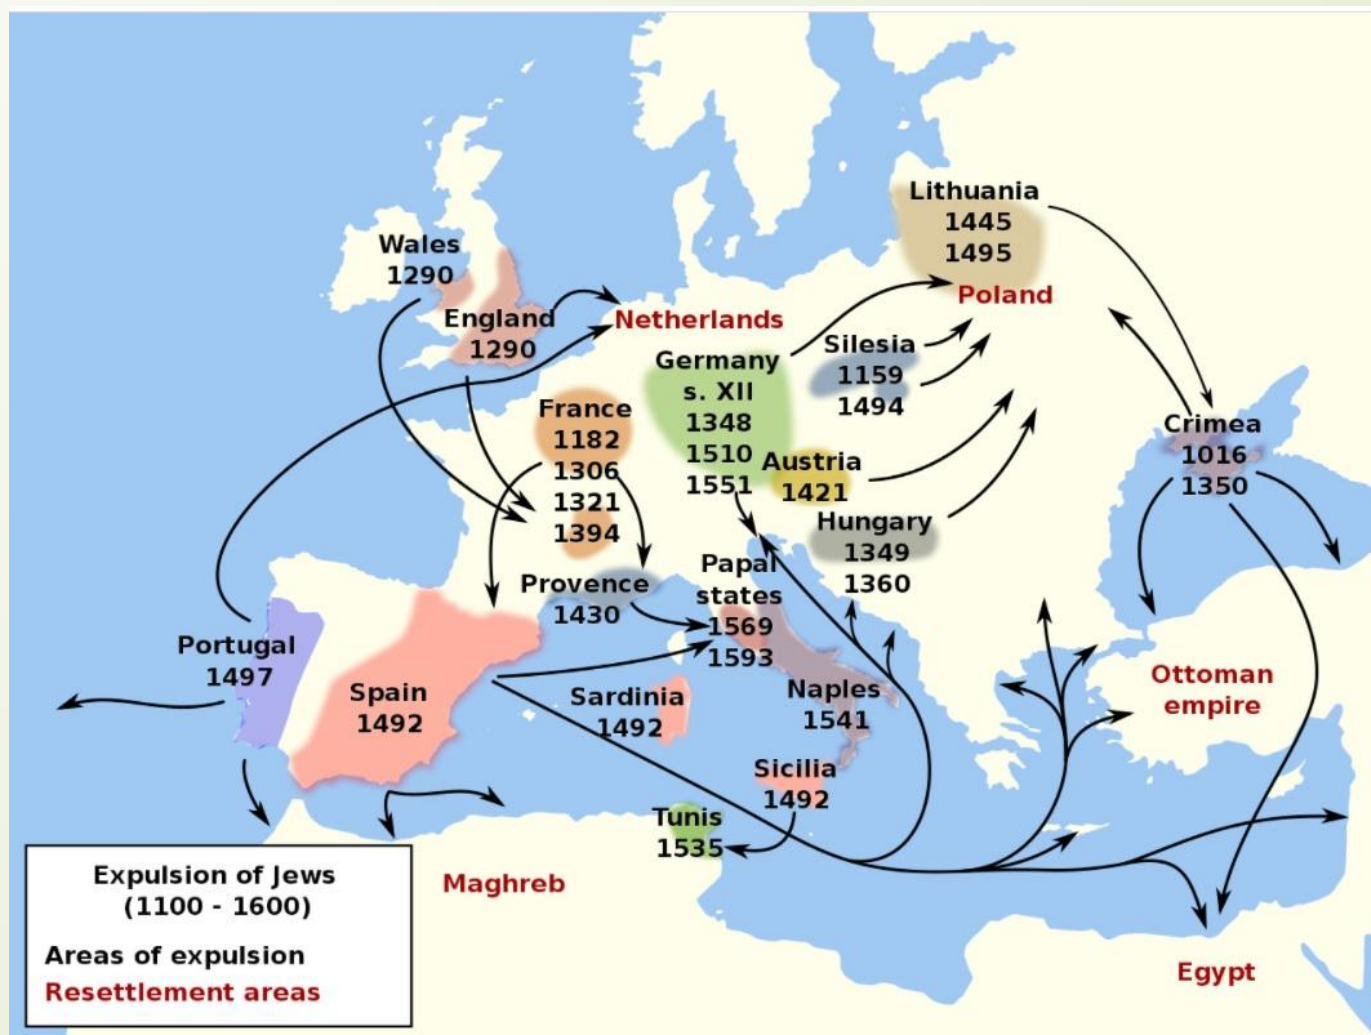 Lithuania
1445
1495
Poland
Wales
1290
England
1290
Netherlands
Germany
s. XII
1348
1510
1551
Silesia
1159
1494
France
1182
1306
1321
1394
Austria
1421
Crimea
1016
1350
Hungary
1349
1360
Provence
1430
Papal
states
1569
1593
Portugal
1497
Spain
1492
Sardinia
1492
Naples
1541
Ottoman
empire
Sicilia
1492
Tunis
1535
Maghreb
Egypt
Expulsion of Jews
(1100 - 1600)
Areas of expulsion
Resettlement areas